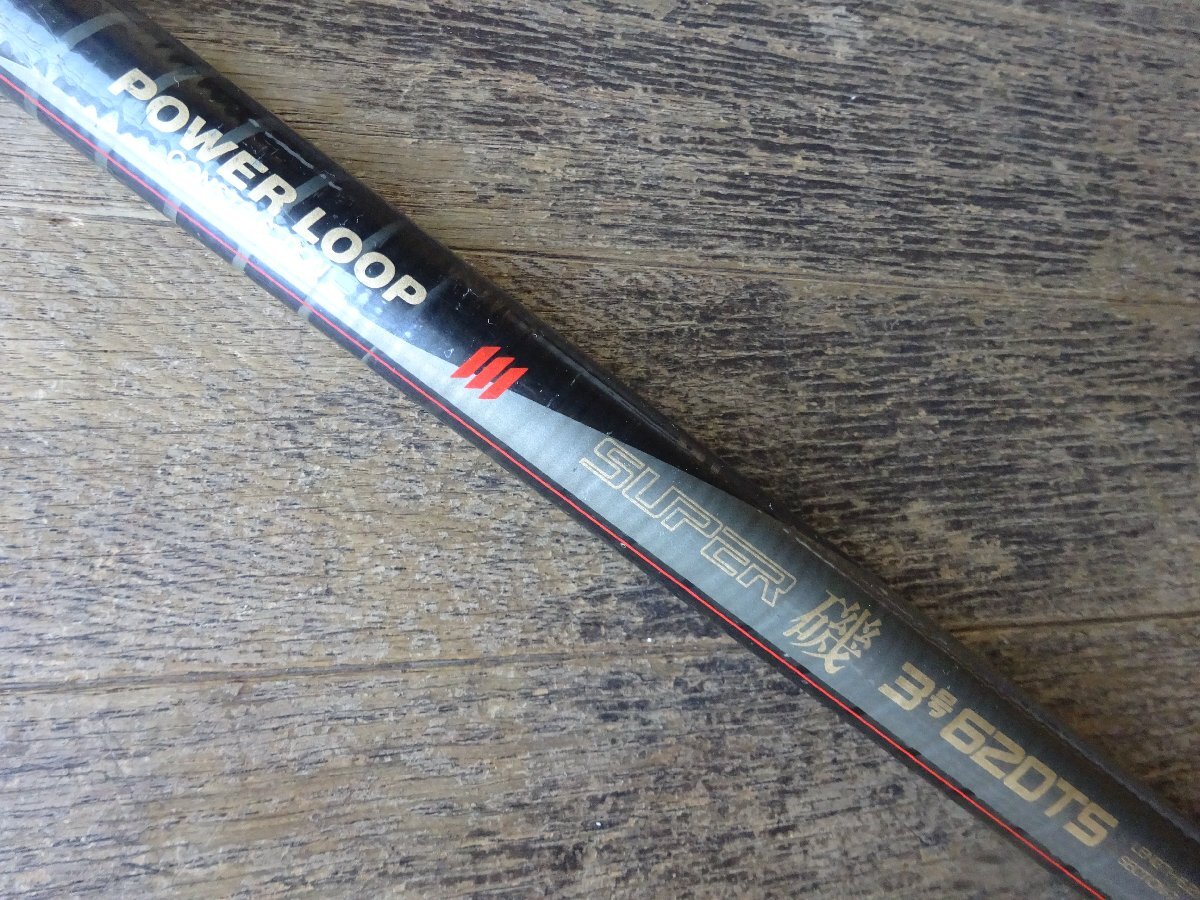 POWER LOOP
SUPER 磯 3号 620TS